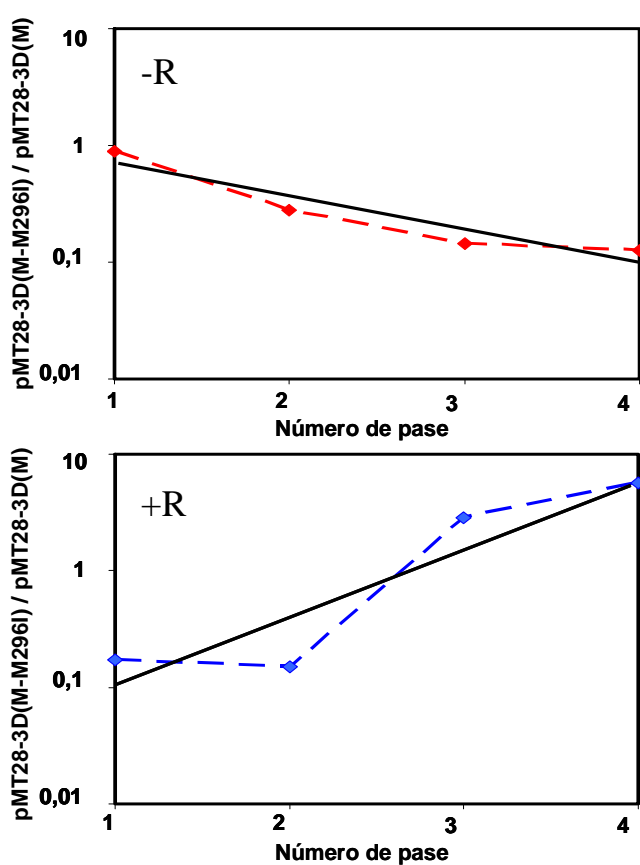 pMT28-3D(M-M296I) / pMT28-3D(M)
10
1
0,1
0,01
-R
1
2
3
4
Número de pase
pMT28-3D(M-M296I) / pMT28-3D(M)
10
1
0,1
0,01
+R
1
2
3
4
Número de pase